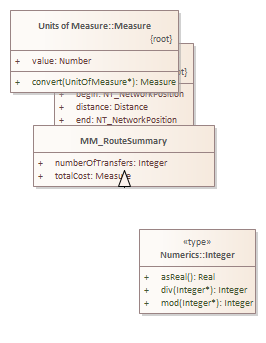 Units of Measure::Measure
{root}
+ value: Number
+ convert(UnitOfMeasure*): Measure
t}
+ begin: NT_NetworkPosition
+ distance: Distance
+ end: NT_NetworkPosition
MM_RouteSummary
+ numberOfTransfers: Integer
+ totalCost: Measure
«type»
Numerics::Integer
+ asReal(): Real
+ div(Integer*): Integer
+ mod(Integer*): Integer